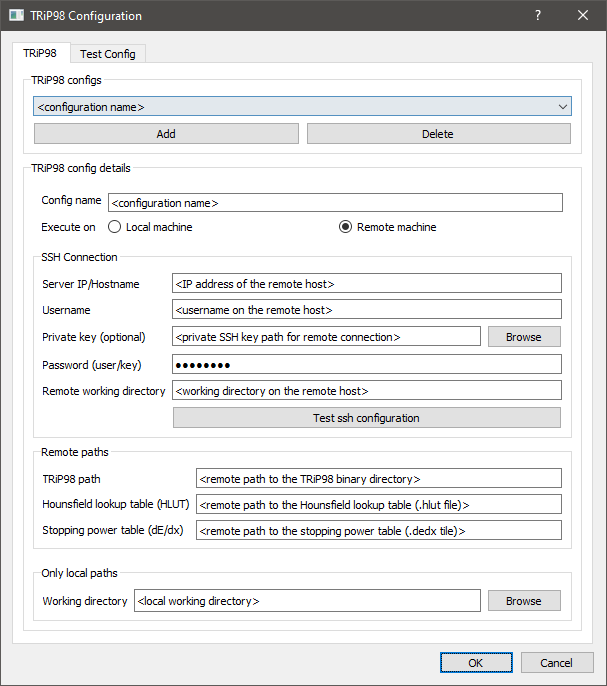 TRiP98 Configuration
?
TRiP98 Test Config
TRiP98 configs
<configuration name>
Add Delete
TRiP98 config details
Config name <configuration name>
Execute on Local machine Remote machine
SSH Connection
Server IP/Hostname <IP address of the remote host>
Username <username on the remote host>
Private key (optional) <private SSH key path for remote connection> Browse
Password (user/key) ●●●●●●●●
Remote working directory <working directory on the remote host>
Test ssh configuration
Remote paths
TRiP98 path <remote path to the TRiP98 binary directory>
Hounsfield lookup table (HLUT) <remote path to the Hounsfield lookup table (.hlut file)>
Stopping power table (dE/dx) <remote path to the stopping power table (.dedx tile)>
Only local paths
Working directory <local working directory> Browse
OK Cancel